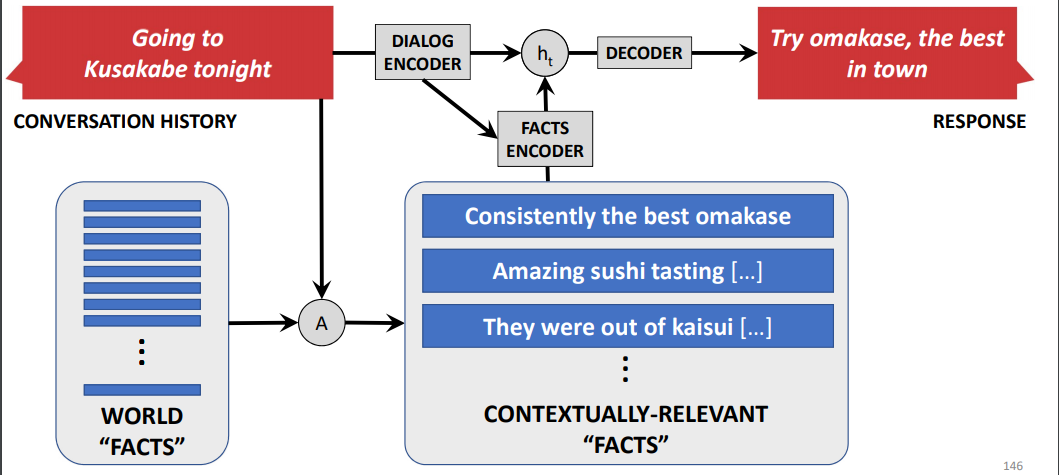 Going to
Kusakabe tonight
DIALOG
ENCODER
h_t
DECODER
Try omakase, the best
in town
CONVERSATION HISTORY
FACTS
ENCODER
RESPONSE
Consistently the best omakase
Amazing sushi tasting […]
They were out of kaisui […]
A
WORLD
“FACTS”
CONTEXTUALLY-RELEVANT
“FACTS”
146